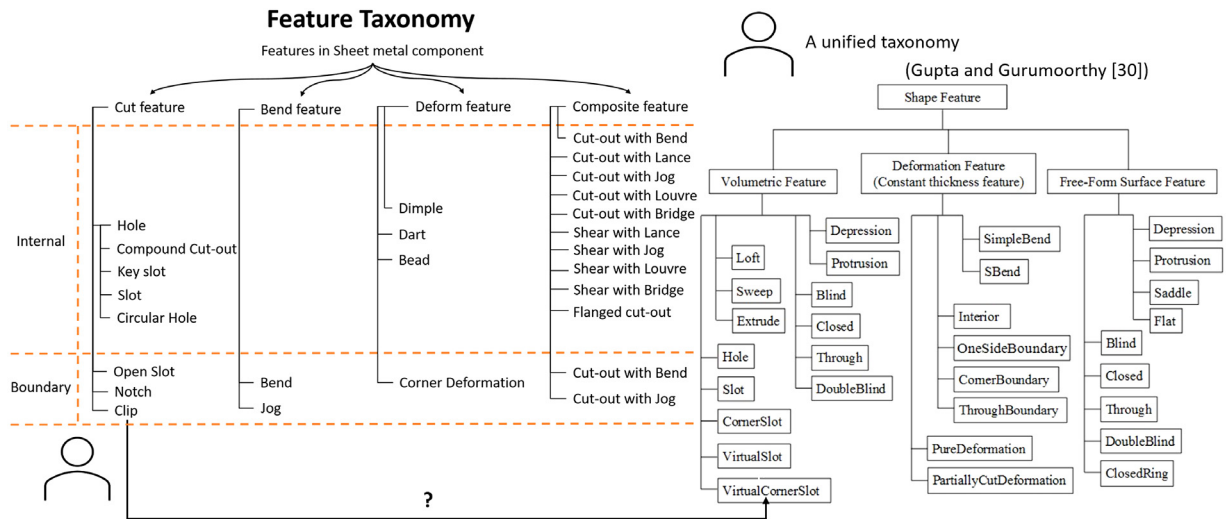 Feature Taxonomy
Features in Sheet metal component
Cut feature
Bend feature
Deform feature
Composite feature
Internal
Hole
Compound Cut-out
Key slot
Slot
Circular Hole
Dimple
Dart
Bead
Cut-out with Bend
Cut-out with Lance
Cut-out with Jog
Cut-out with Louvre
Cut-out with Bridge
Shear with Lance
Shear with Jog
Shear with Louvre
Shear with Bridge
Flanged cut-out
Boundary
Open Slot
Notch
Clip
Bend
Jog
Corner Deformation
Cut-out with Bend
Cut-out with Jog
?
A unified taxonomy
(Gupta and Gurumoorthy [30])
Shape Feature
Volumetric Feature
Deformation Feature
(Constant thickness feature)
Free-Form Surface Feature
Depression
Protrusion
Loft
Sweep
Extrude
Blind
Closed
Through
DoubleBlind
Hole
Slot
CornerSlot
VirtualSlot
VirtualCornerSlot
SimpleBend
SBend
Interior
OneSideBoundary
CornerBoundary
ThroughBoundary
PureDeformation
PartiallyCutDeformation
Depression
Protrusion
Saddle
Flat
Blind
Closed
Through
DoubleBlind
ClosedRing